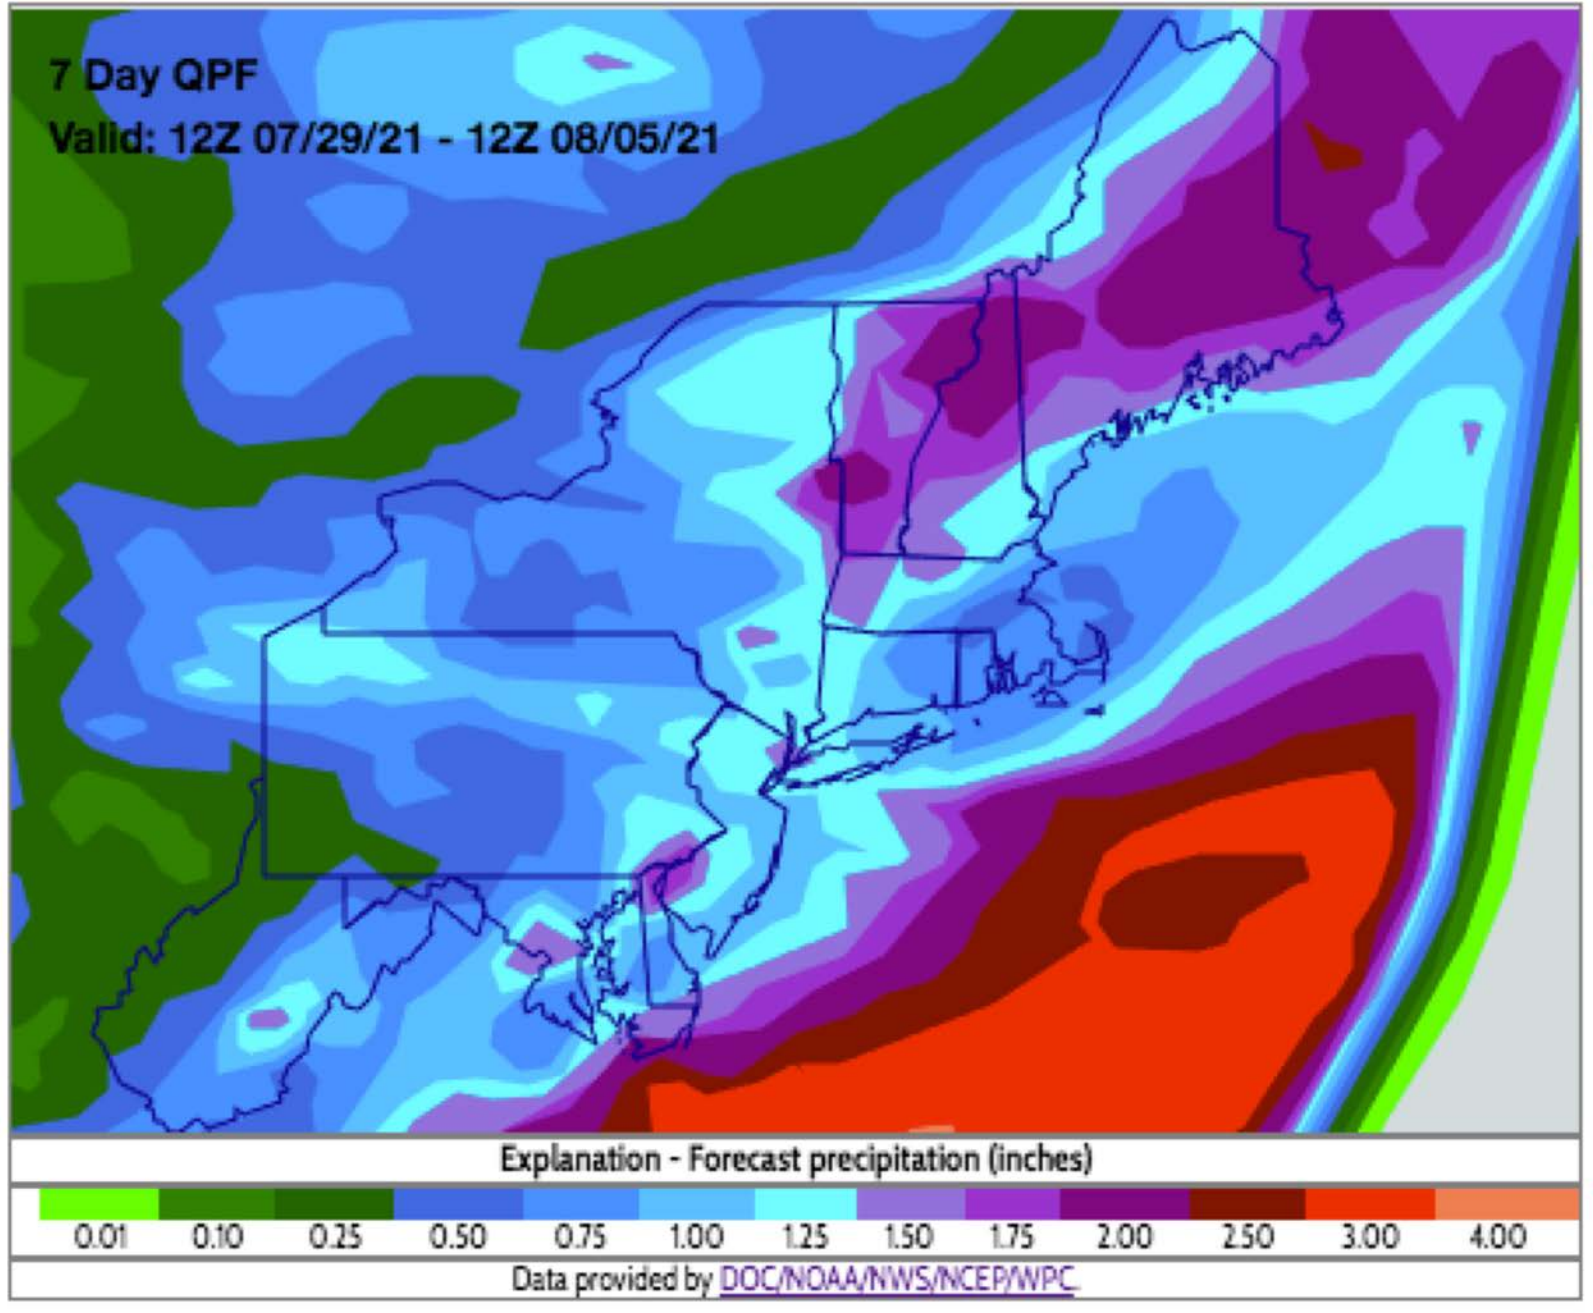 7 Day QPF
Valid: 12Z 07/29/21 - 12Z 08/05/21
Explanation - Forecast precipitation (inches)
0.01 0.10 0.25 0.50 0.75 1.00 1.25 1.50 1.75 2.00 2.50 3.00 4.00
Data provided by DOC/NOAA/NWS/NCEP/WPC.